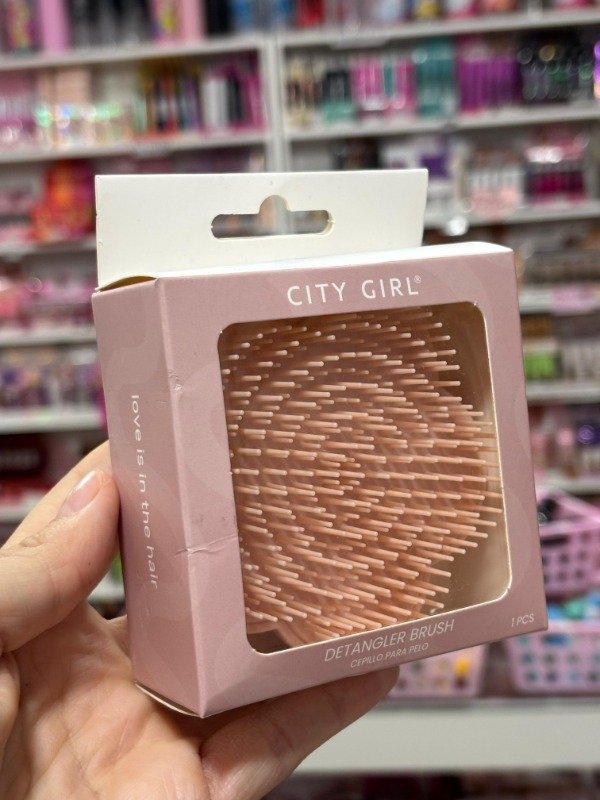 CITY GIRL®
love is in the hair
DETANGLER BRUSH
CEPILLO PARA PELO
1 PCS